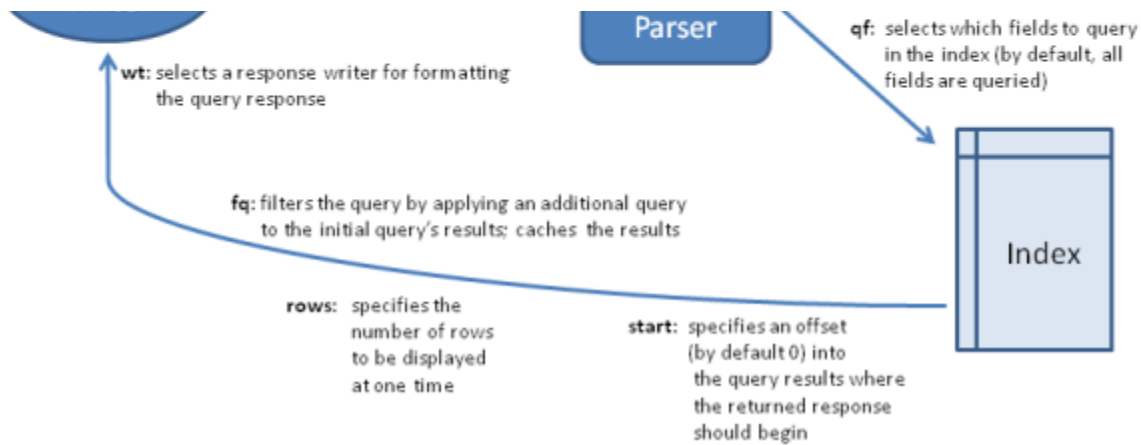 Parser
qf: selects which fields to query
in the index (by default, all
fields are queried)
wt: selects a response writer for formatting
the query response
fq: filters the query by applying an additional query
to the initial query's results; caches the results
Index
rows: specifies the
number of rows
to be displayed
at one time
start: specifies an offset
(by default 0) into
the query results where
the returned response
should begin